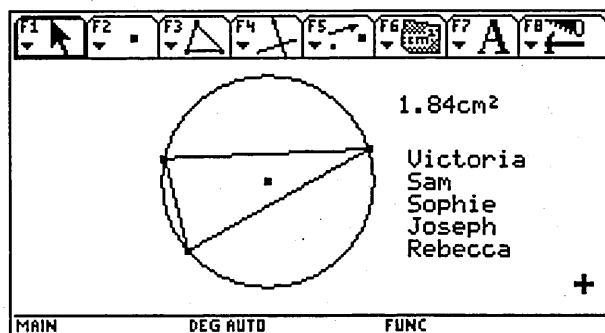 F1 F2 F3 F4 F5 F6 cm² F7 A F8
1.84cm²
Victoria
Sam
Sophie
Joseph
Rebecca
MAIN DEG AUTO FUNC